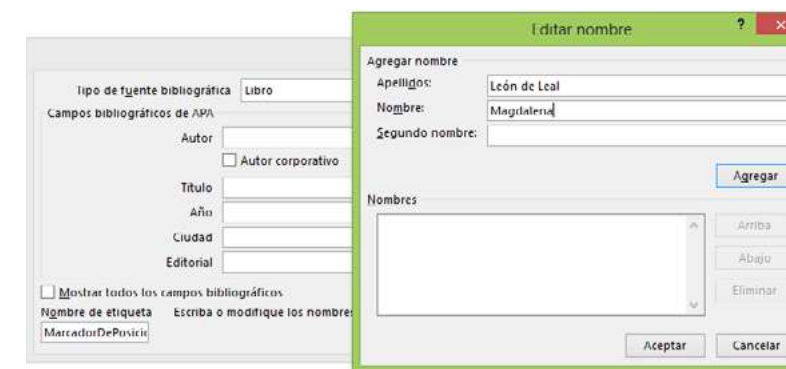 Editar nombre ?
Agregar nombre
Apellidos: León de Leal
Nombre: Magdalena
Segundo nombre:
Agregar
Nombres
Arriba
Abajo
Eliminar
Aceptar Cancelar
Tipo de fuente bibliográfica Libro
Campos bibliográficos de APA
Autor
Autor corporativo
Título
Año
Ciudad
Editorial
Mostrar todos los campos bibliográficos
Nombre de etiqueta Escriba o modifique los nombres
MarcadorDePosici